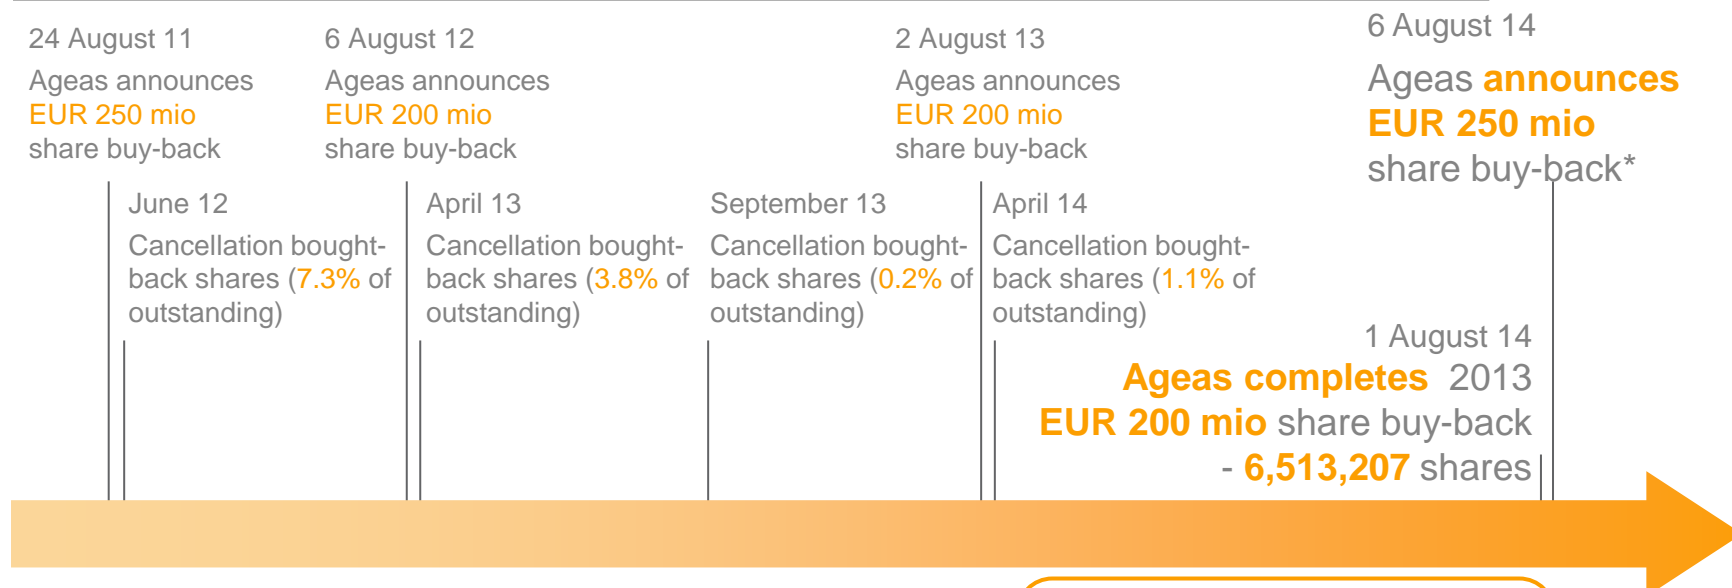 24 August 11
Ageas announces
EUR 250 mio
share buy-back
6 August 12
Ageas announces
EUR 200 mio
share buy-back
2 August 13
Ageas announces
EUR 200 mio
share buy-back
6 August 14
Ageas announces
EUR 250 mio
share buy-back*
June 12
Cancellation bought-
back shares (7.3% of
outstanding)
April 13
Cancellation bought-
back shares (3.8% of
outstanding)
September 13
Cancellation bought-
back shares (0.2% of
outstanding)
April 14
Cancellation bought-
back shares (1.1% of
outstanding)
1 August 14
Ageas completes 2013
EUR 200 mio share buy-back
- 6,513,207 shares